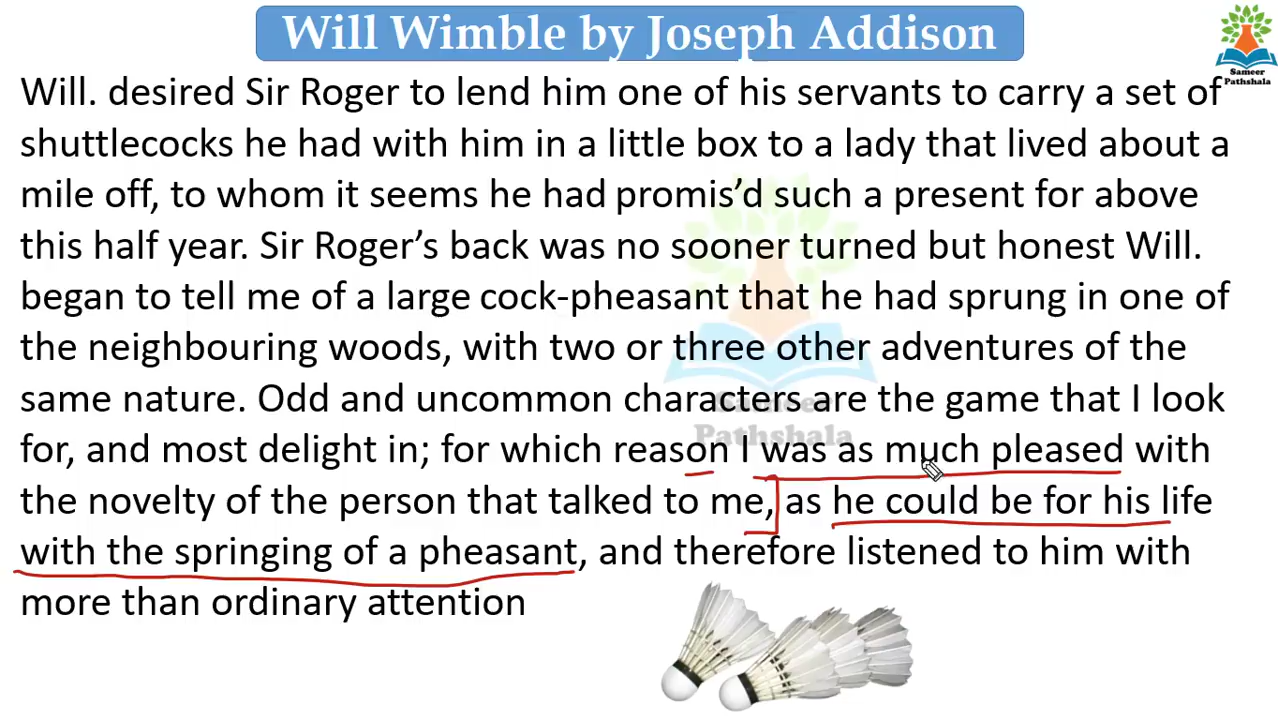 Will Wimble by Joseph Addison
Sameer
Pathshala
Will. desired Sir Roger to lend him one of his servants to carry a set of
shuttlecocks he had with him in a little box to a lady that lived about a
mile off, to whom it seems he had promis’d such a present for above
this half year. Sir Roger’s back was no sooner turned but honest Will.
began to tell me of a large cock-pheasant that he had sprung in one of
the neighbouring woods, with two or three other adventures of the
same nature. Odd and uncommon characters are the game that I look
for, and most delight in; for which reason I was as much pleased with
the novelty of the person that talked to me, as he could be for his life
with the springing of a pheasant, and therefore listened to him with
more than ordinary attention
Sameer
Pathshala